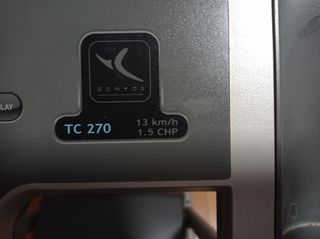 DOMYOS
LAY
TC 270
13 km/h
1.5 CHP